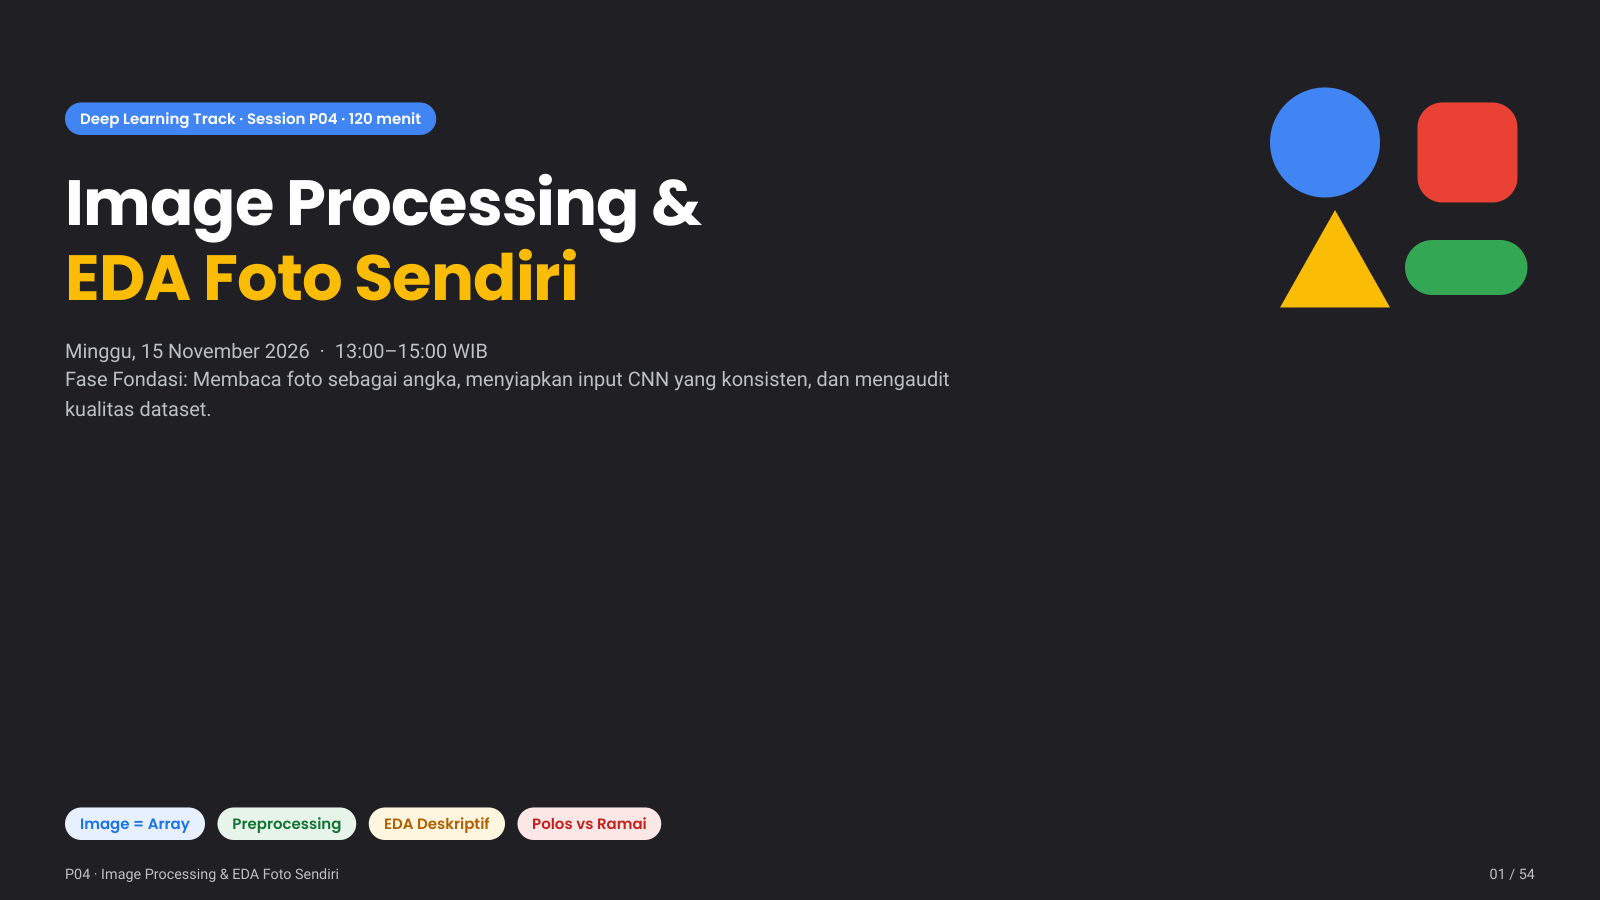 Deep Learning Track · Session P04 · 120 menit
Image Processing &
EDA Foto Sendiri
Minggu, 15 November 2026 · 13:00–15:00 WIB
Fase Fondasi: Membaca foto sebagai angka, menyiapkan input CNN yang konsisten, dan mengaudit
kualitas dataset.
Image = Array
Preprocessing
EDA Deskriptif
Polos vs Ramai
P04 · Image Processing & EDA Foto Sendiri
01 / 54